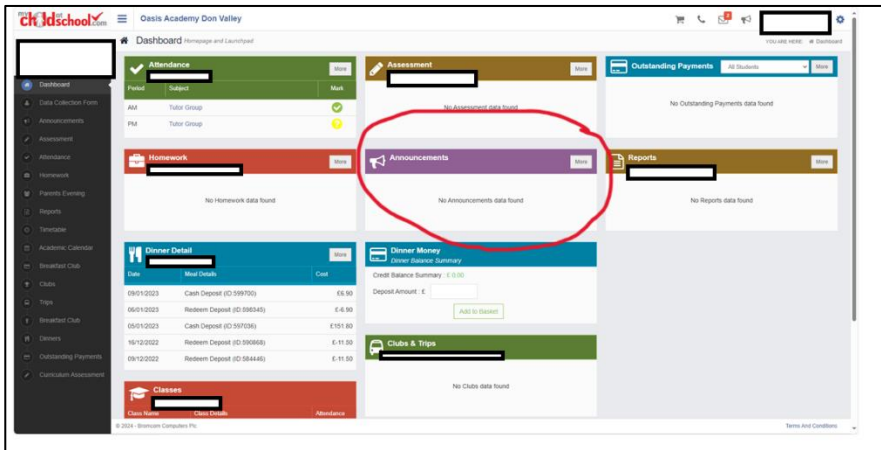 my child at school.com
Oasis Academy Don Valley
Dashboard Homepage and Launchpad
YOU ARE HERE: Dashboard
Dashboard
Data Collection Form
Announcements
Assessment
Attendance
Homework
Parents Evening
Reports
Timetable
Academic Calendar
Breakfast Club
Clubs
Trips
Breakfast Club
Dinners
Outstanding Payments
Curriculum Assessment
Attendance More
Period Subject Mark
AM Tutor Group
PM Tutor Group ?
Assessment More
No Assessment data found
Outstanding Payments All Students More
No Outstanding Payments data found
Homework More
No Homework data found
Announcements More
No Announcements data found
Reports More
No Reports data found
Dinner Detail More
Date Meal Details Cost
09/01/2023 Cash Deposit (ID:599700) £6.90
06/01/2023 Redeem Deposit (ID:598345) £-6.90
05/01/2023 Cash Deposit (ID:597036) £151.80
16/12/2022 Redeem Deposit (ID:590868) £-11.50
09/12/2022 Redeem Deposit (ID:584446) £-11.50
Dinner Money
Dinner Balance Summary
Credit Balance Summary : £ 0.00
Deposit Amount : £
Add to Basket
Clubs & Trips
No Clubs data found
Classes
Class Name Class Details Attendance
© 2024 - Bromcom Computers Plc
Terms And Conditions